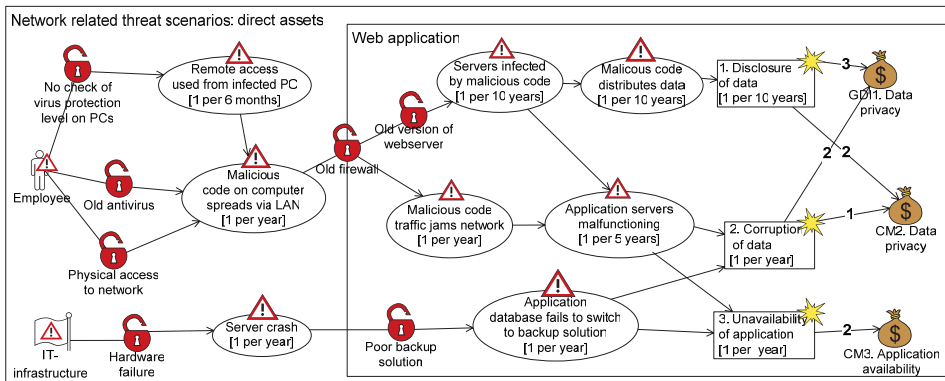 Network related threat scenarios: direct assets
Web application
No check of
virus protection
level on PCs
Remote access
used from infected PC
[1 per 6 months]
Servers infected
by malicious code
[1 per 10 years]
Malicous code
distributes data
[1 per 10 years]
1. Disclosure
of data
[1 per 10 years]
3
GDI1. Data
privacy
Old version of
webserver
Employee
Old antivirus
Malicious
code on computer
spreads via LAN
[1 per year]
Old firewall
2
2
Malicious code
traffic jams network
[1 per year]
Application servers
malfunctioning
[1 per 5 years]
2. Corruption
of data
[1 per year]
1
CM2. Data
privacy
Physical access
to network
IT-
infrastructure
Hardware
failure
Server crash
[1 per year]
Poor backup
solution
Application
database fails to switch
to backup solution
[1 per year]
3. Unavailability
of application
[1 per year]
2
CM3. Application
availability